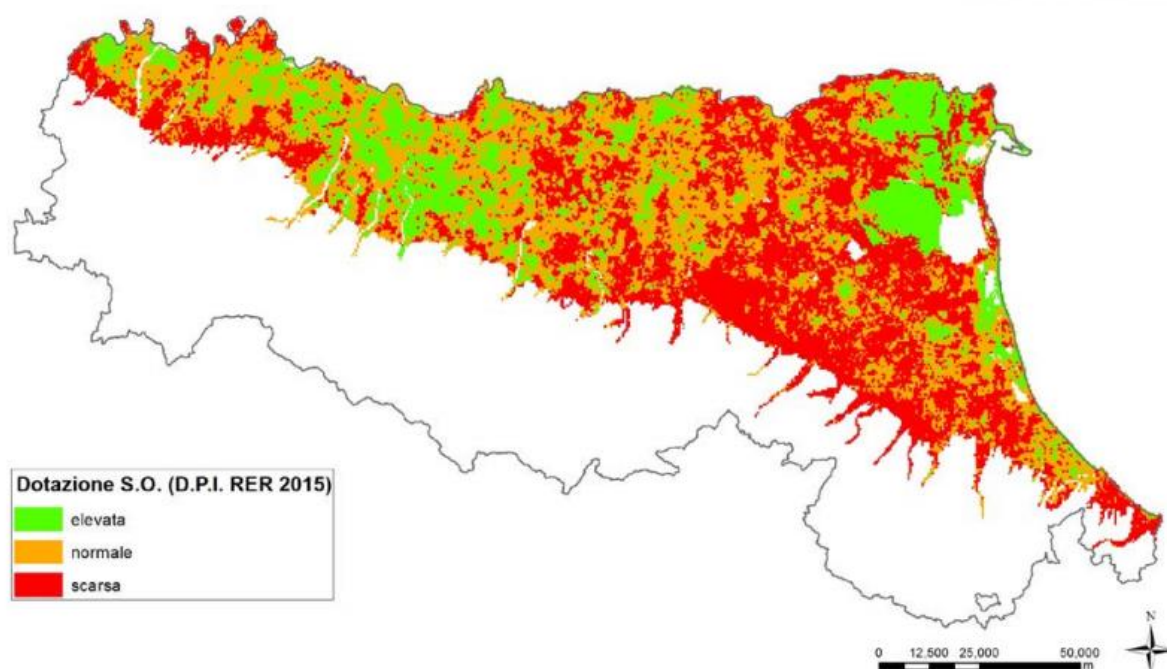 Dotazione S.O. (D.P.I. RER 2015)
elevata
normale
scarsa
N
0 12,500 25,000 50,000
m